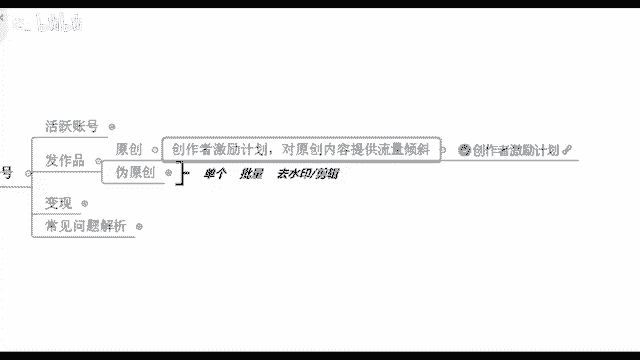 活跃账号
原创 创作者激励计划，对原创内容提供流量倾斜 创作者激励计划
发作品
号
伪原创 单个 批量 去水印/剪辑
变现
常见问题解析